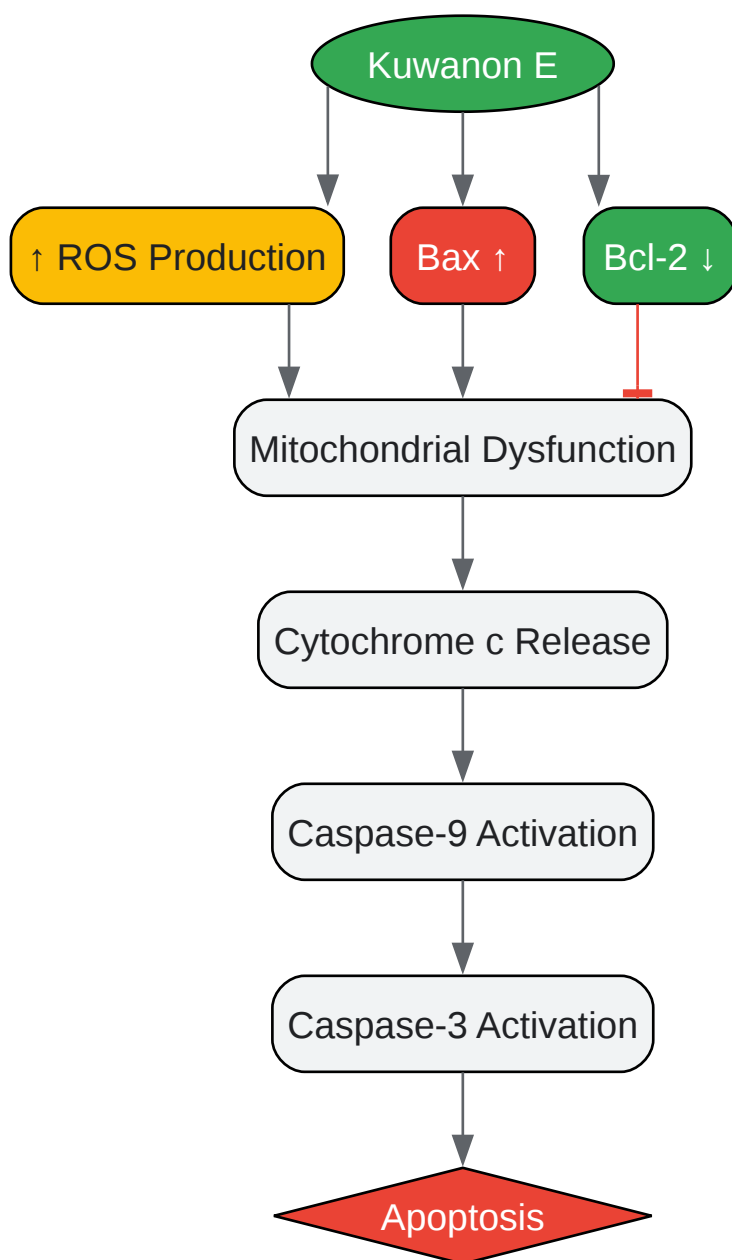 Kuwanon E
↑ ROS Production
Bax ↑
Bcl-2 ↓
Mitochondrial Dysfunction
Cytochrome c Release
Caspase-9 Activation
Caspase-3 Activation
Apoptosis